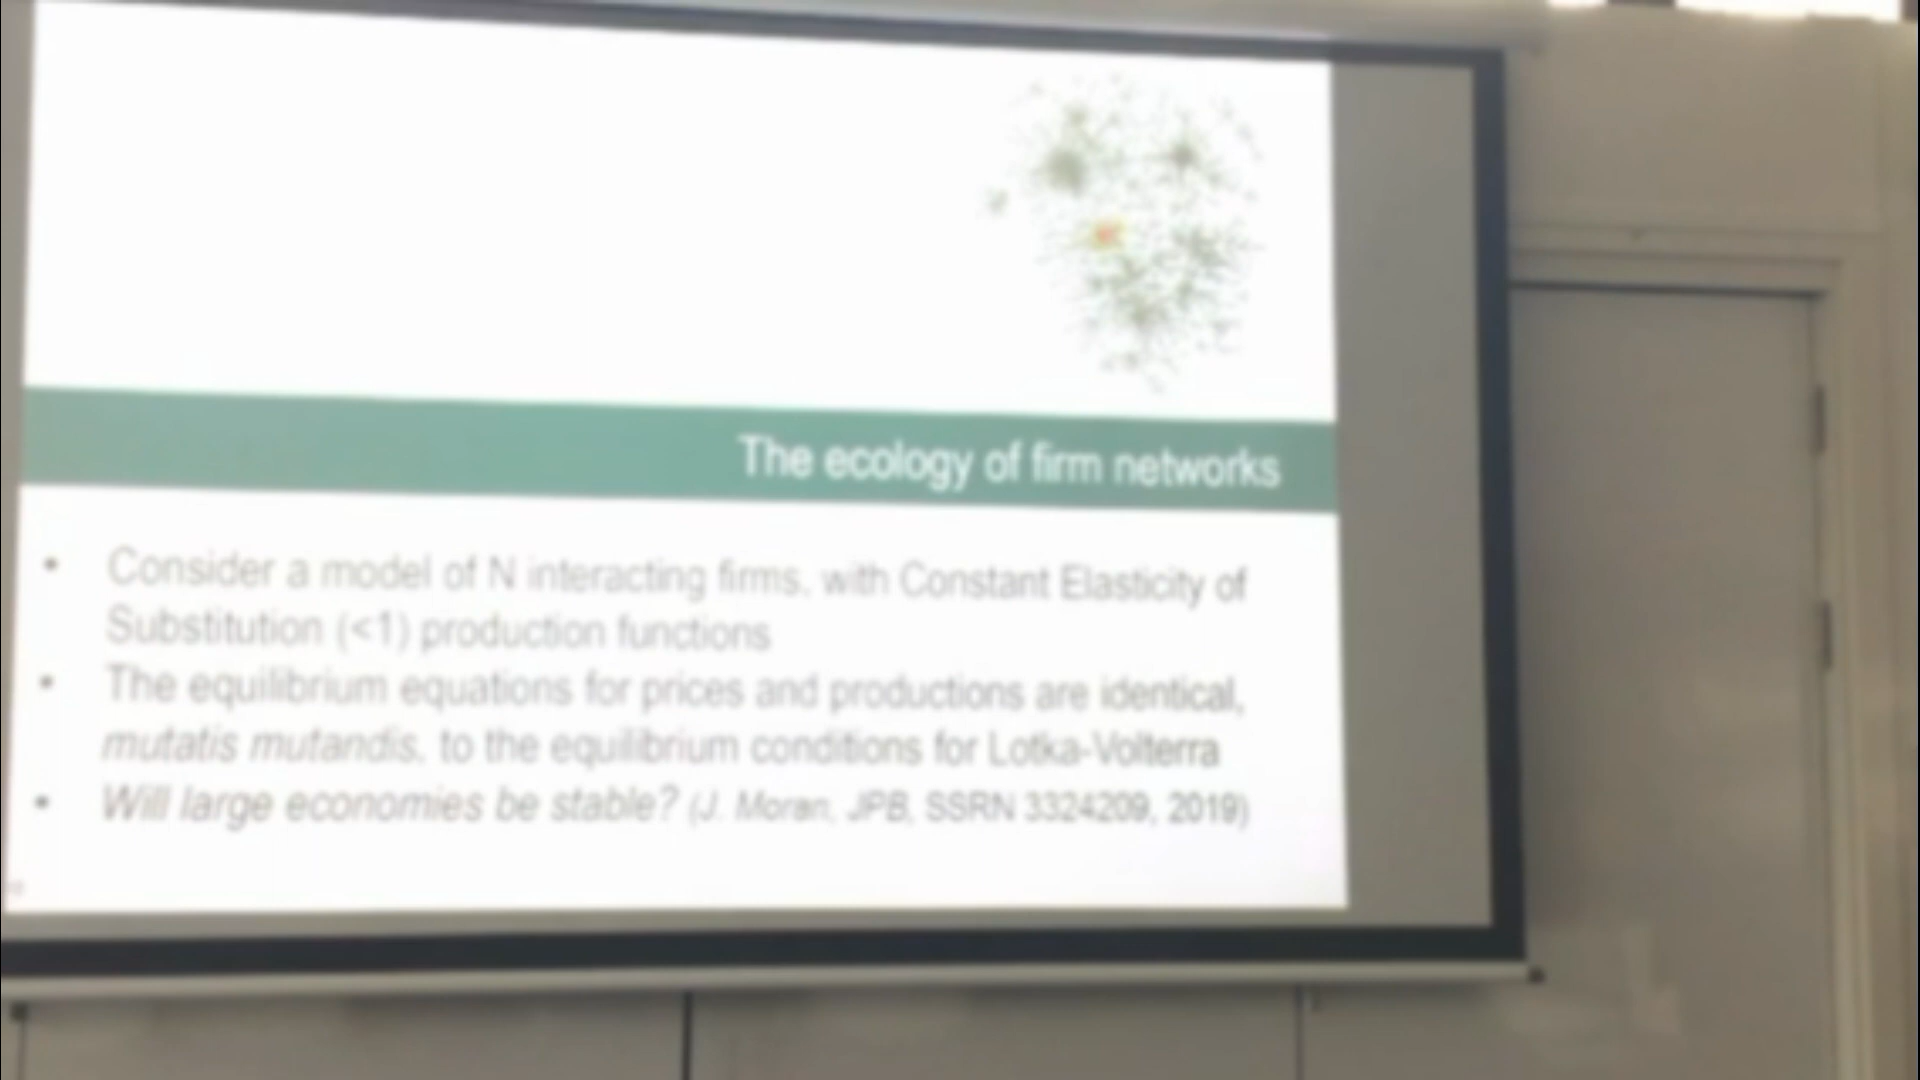 The ecology of firm networks
• Consider a model of N interacting firms, with Constant Elasticity of
Substitution (<1) production functions
• The equilibrium equations for prices and productions are identical,
mutatis mutandis, to the equilibrium conditions for Lotka-Volterra
• Will large economies be stable? (J. Moran, JPB, SSRN 3324209, 2019)